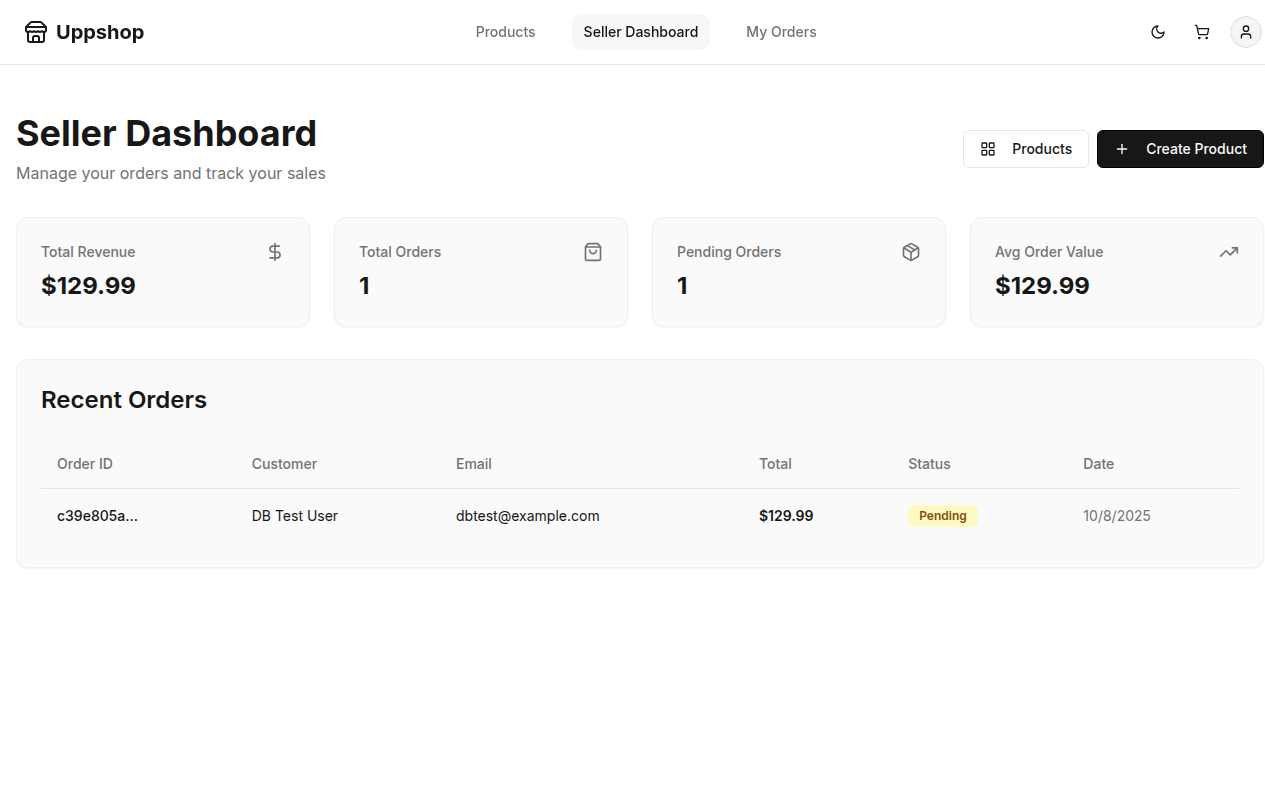 Uppshop
Products
Seller Dashboard
My Orders
Seller Dashboard
Manage your orders and track your sales
Products
Create Product
Total Revenue
$129.99
Total Orders
1
Pending Orders
1
Avg Order Value
$129.99
Recent Orders
Order ID Customer Email Total Status Date
c39e805a... DB Test User dbtest@example.com $129.99 Pending 10/8/2025